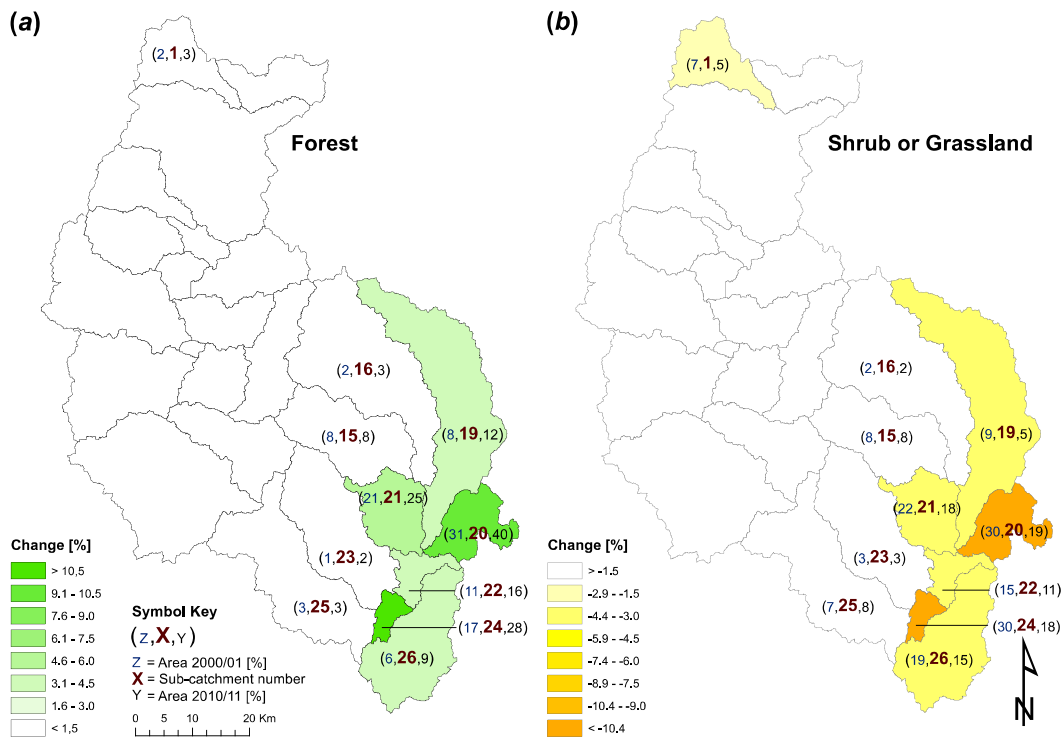 (a)
(2,1,3)
Forest
(2,16,3)
(8,15,8)
(8,19,12)
(21,21,25)
(31,20,40)
(1,23,2)
(11,22,16)
(3,25,3)
(17,24,28)
(6,26,9)
Change [%]
> 10,5
9.1 - 10.5
7.6 - 9.0
6.1 - 7.5
4.6 - 6.0
3.1 - 4.5
1.6 - 3.0
< 1,5
Symbol Key
(Z,X,Y)
Z = Area 2000/01 [%]
X = Sub-catchment number
Y = Area 2010/11 [%]
0 5 10 20 Km
(b)
(7,1,5)
Shrub or Grassland
(2,16,2)
(8,15,8)
(9,19,5)
(22,21,18)
(30,20,19)
(3,23,3)
(15,22,11)
(7,25,8)
(30,24,18)
(19,26,15)
Change [%]
> -1.5
-2.9 - -1.5
-4.4 - -3.0
-5.9 - -4.5
-7.4 - -6.0
-8.9 - -7.5
-10.4 - -9.0
< -10.4
N